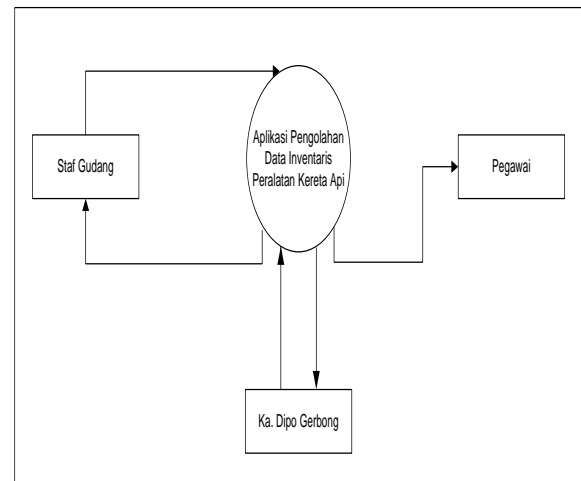 Aplikasi Pengolahan
Data Inventaris
Peralatan Kereta Api
Staf Gudang
Pegawai
Ka. Dipo Gerbong